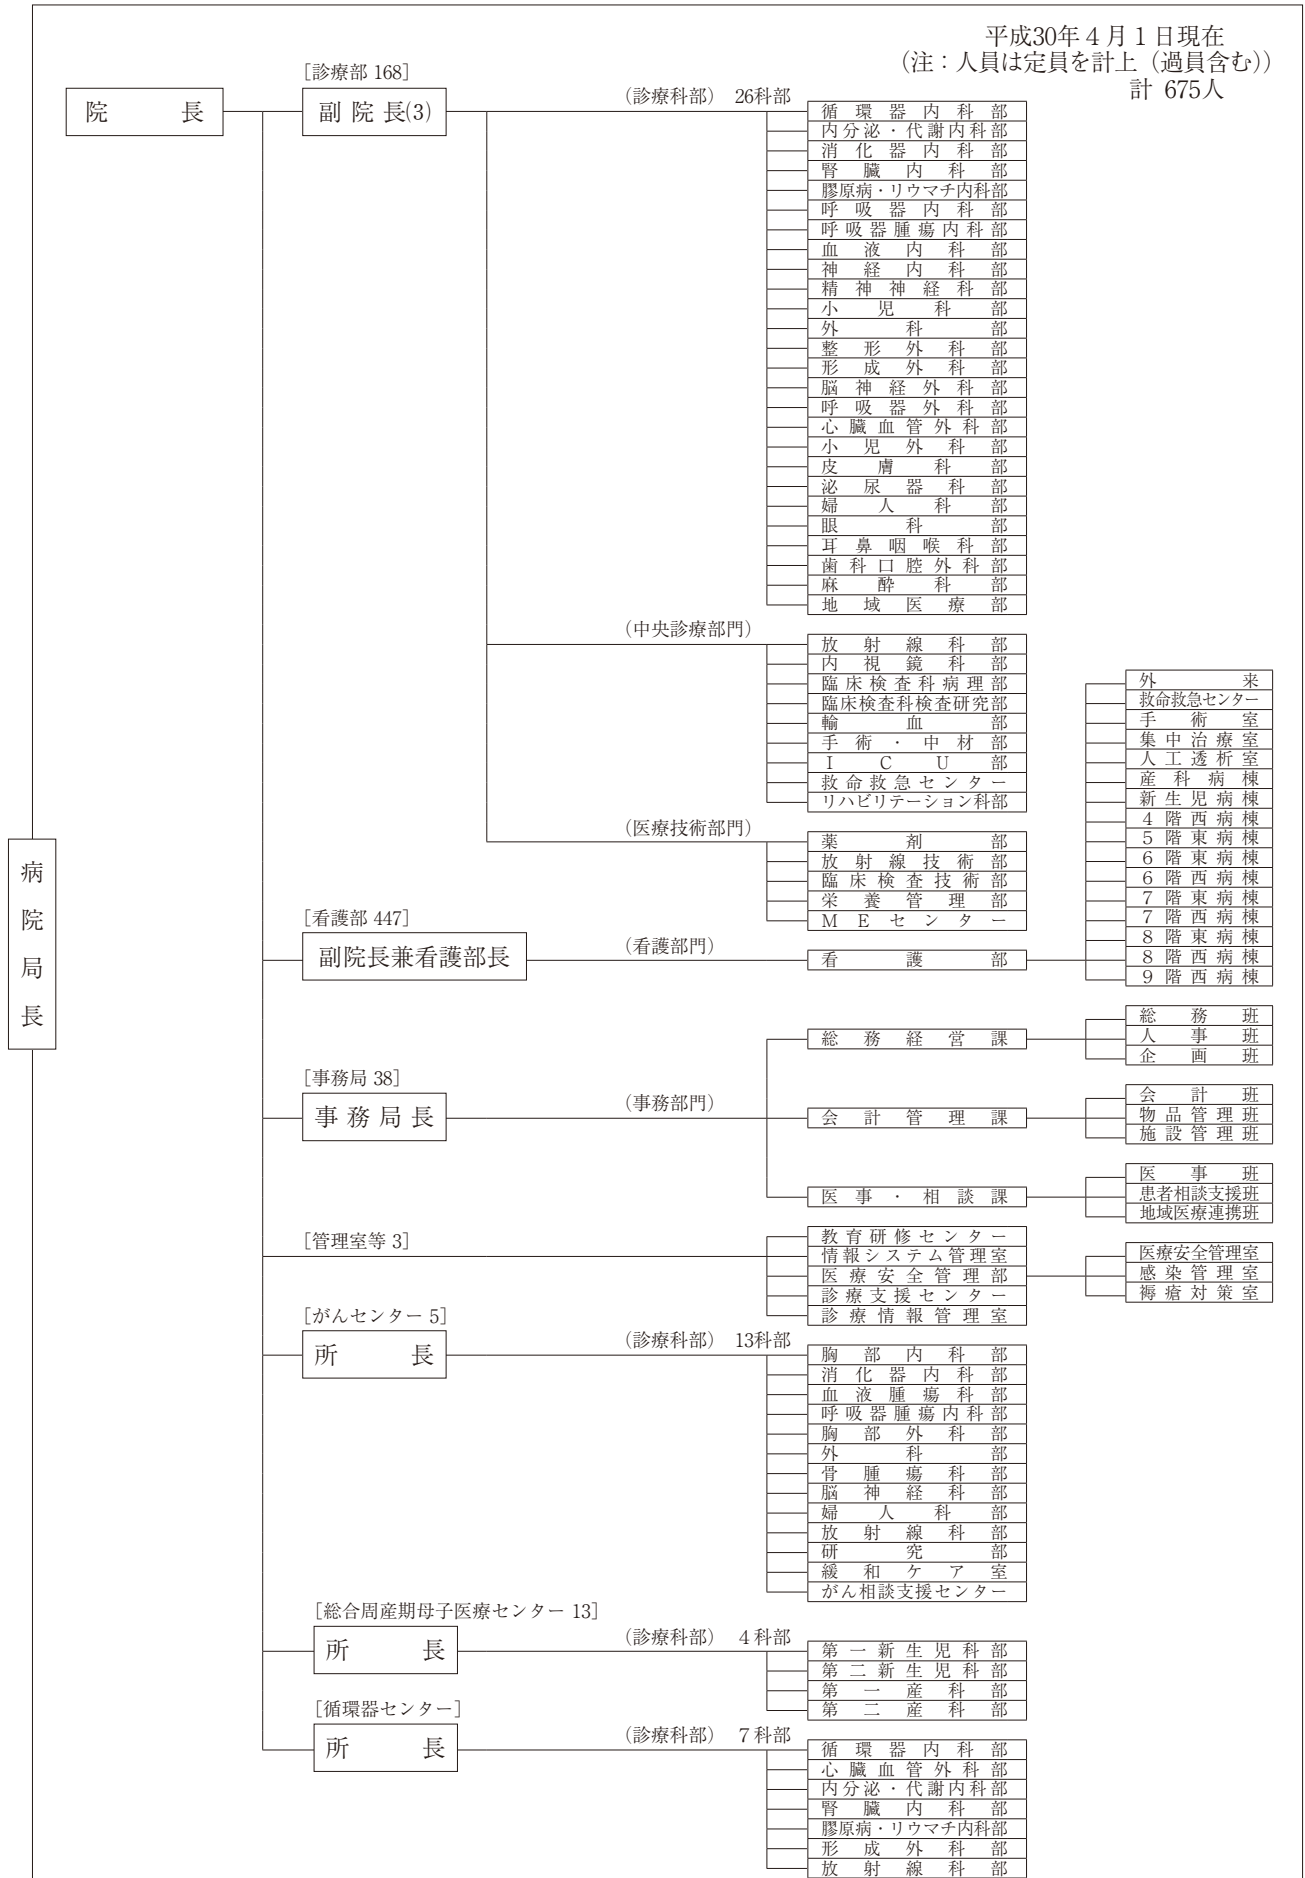 平成30年４月１日現在
（注：人員は定員を計上（過員含む））
計 675人
病院局長
院長
［診療部 168］
副院長(3)
（診療科部） 26科部
循環器内科部
内分泌・代謝内科部
消化器内科部
腎臓内科部
膠原病・リウマチ内科部
呼吸器内科部
呼吸器腫瘍内科部
血液内科部
神経内科部
精神神経科部
小児科部
外科部
整形外科部
形成外科部
脳神経外科部
呼吸器外科部
心臓血管外科部
小児外科部
皮膚科部
泌尿器科部
婦人科部
眼科部
耳鼻咽喉科部
歯科口腔外科部
麻酔科部
地域医療部
（中央診療部門）
放射線科部
内視鏡科部
臨床検査科病理部
臨床検査科検査研究部
輸血部
手術・中材部
ＩＣＵ部
救命救急センター
リハビリテーション科部
（医療技術部門）
薬剤部
放射線技術部
臨床検査技術部
栄養管理部
ＭＥセンター
［看護部 447］
副院長兼看護部長
（看護部門）
看護部
外来
救命救急センター
手術室
集中治療室
人工透析室
産科病棟
新生児病棟
４階西病棟
５階東病棟
６階東病棟
６階西病棟
７階東病棟
７階西病棟
８階東病棟
８階西病棟
９階西病棟
［事務局 38］
事務局長
（事務部門）
総務経営課
総務班
人事班
企画班
会計管理課
会計班
物品管理班
施設管理班
医事・相談課
医事班
患者相談支援班
地域医療連携班
［管理室等 3］
教育研修センター
情報システム管理室
医療安全管理部
診療支援センター
診療情報管理室
医療安全管理室
感染管理室
褥瘡対策室
［がんセンター 5］
所長
（診療科部） 13科部
胸部内科部
消化器内科部
血液腫瘍科部
呼吸器腫瘍内科部
胸部外科部
外科部
骨腫瘍科部
脳神経科部
婦人科部
放射線科部
研究部
緩和ケア室
がん相談支援センター
［総合周産期母子医療センター 13］
所長
（診療科部） ４科部
第一新生児科部
第二新生児科部
第一産科部
第二産科部
［循環器センター］
所長
（診療科部） ７科部
循環器内科部
心臓血管外科部
内分泌・代謝内科部
腎臓内科部
膠原病・リウマチ内科部
形成外科部
放射線科部